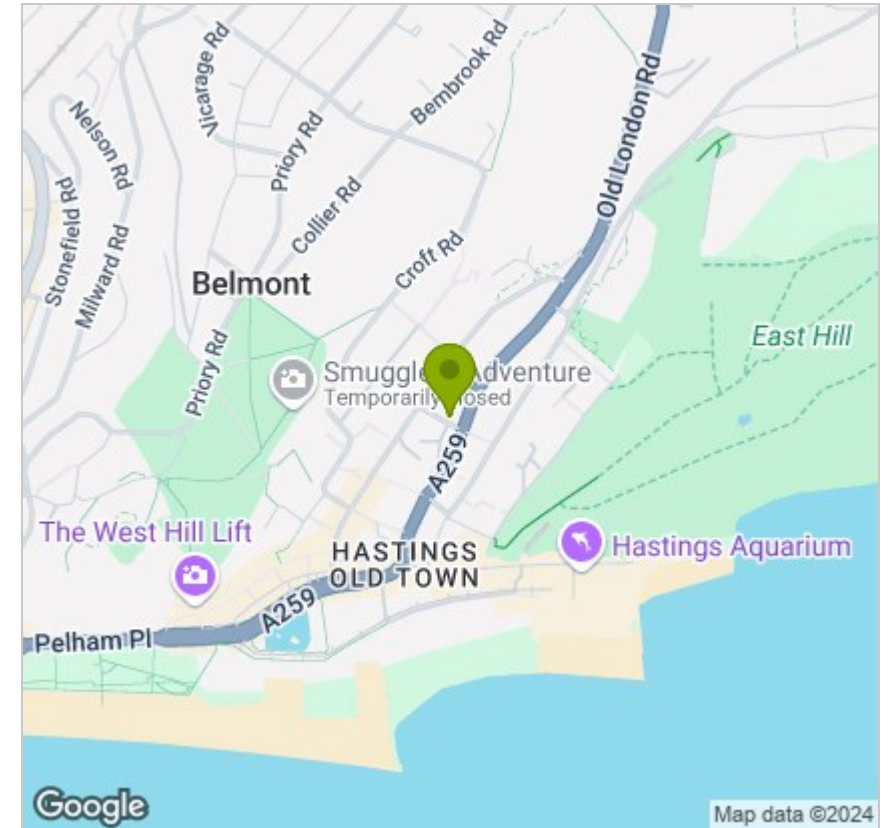 Vicarage Rd
Bembrook Rd
Old London Rd
Nelson Rd
Priory Rd
Stonefield Rd
Milward Rd
Collier Rd
Croft Rd
Belmont
East Hill
Priory Rd
Smuggle Adventure
Temporarily osed
A259
The West Hill Lift
HASTINGS
OLD TOWN
Hastings Aquarium
A259
Pelham Pl
Google
Map data ©2024